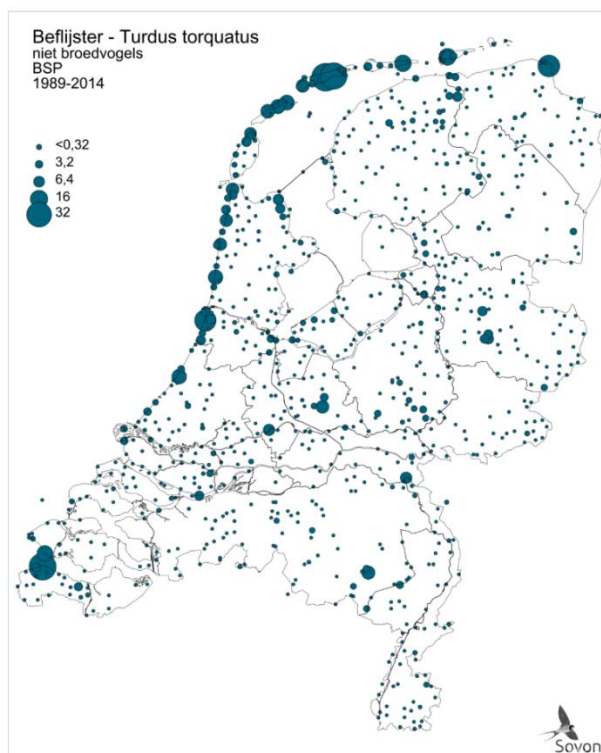 Beflijster - Turdus torquatus
niet broedvogels
BSP
1989-2014
<0,32
3,2
6,4
16
32
Sovon